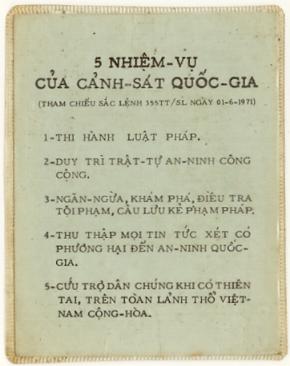 5 NHIỆM-VỤ
CỦA CẢNH-SÁT QUỐC-GIA
(THAM CHIẾU SẮC LỆNH 355TT/SL NGÀY 01-6-1971)
1-THI HÀNH LUẬT PHÁP.
2-DUY TRÌ TRẬT-TỰ AN-NINH CÔNG
CỘNG.
3-NGĂN-NGỪA, KHÁM PHÁ, ĐIỀU TRA
TỘI PHẠM, CÂU LƯU KẺ PHẠM PHÁP.
4-THU THẬP MỌI TIN TỨC XÉT CÓ
PHƯƠNG HẠI ĐẾN AN-NINH QUỐC-
GIA.
5-CỨU TRỢ DÂN CHÚNG KHI CÓ THIÊN
TAI, TRÊN TOÀN LÃNH THỔ VIỆT-
NAM CỘNG-HÒA.